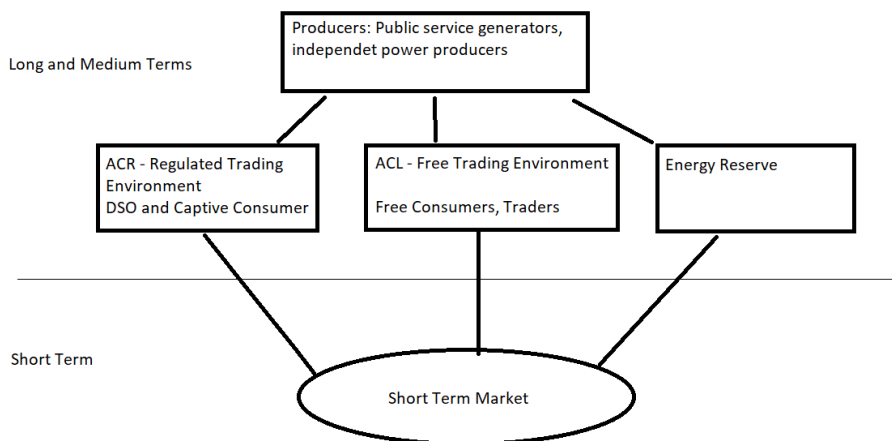 Producers: Public service generators,
independet power producers
Long and Medium Terms
ACR - Regulated Trading
Environment
DSO and Captive Consumer
ACL - Free Trading Environment
Free Consumers, Traders
Energy Reserve
Short Term
Short Term Market